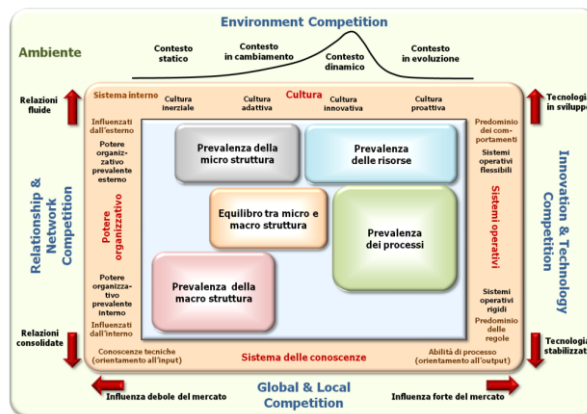 Environment Competition
Ambiente
Contesto
statico
Contesto
in cambiamento
Contesto
dinamico
Contesto
in evoluzione
Relazioni
fluide
Sistema interno
Cultura
Tecnologia
in sviluppo
Cultura
inerziale
Cultura
adattiva
Cultura
innovativa
Cultura
proattiva
Influenzati
dall'esterno
Predominio
dei com-
portamenti
Potere
organiz-
zativo
prevalente
esterno
Prevalenza della
micro struttura
Prevalenza
delle risorse
Sistemi
operativi
flessibili
Relationship &
Network
Competition
Potere
organizzativo
Equilibro tra micro e
macro struttura
Prevalenza
dei processi
Sistemi operativi
Innovation & Technology
Competition
Potere
organizza-
tivo
prevalente
interno
Prevalenza della
macro struttura
Sistemi
operativi
rigidi
Influenzati
dall'interno
Predominio
delle
regole
Relazioni
consolidate
Tecnologia
stabilizzata
Conoscenze tecniche
(orientamento all'input)
Sistema delle conoscenze
Abilità di processo
(orientamento all'output)
Influenza debole del mercato
Global & Local
Competition
Influenza forte del mercato